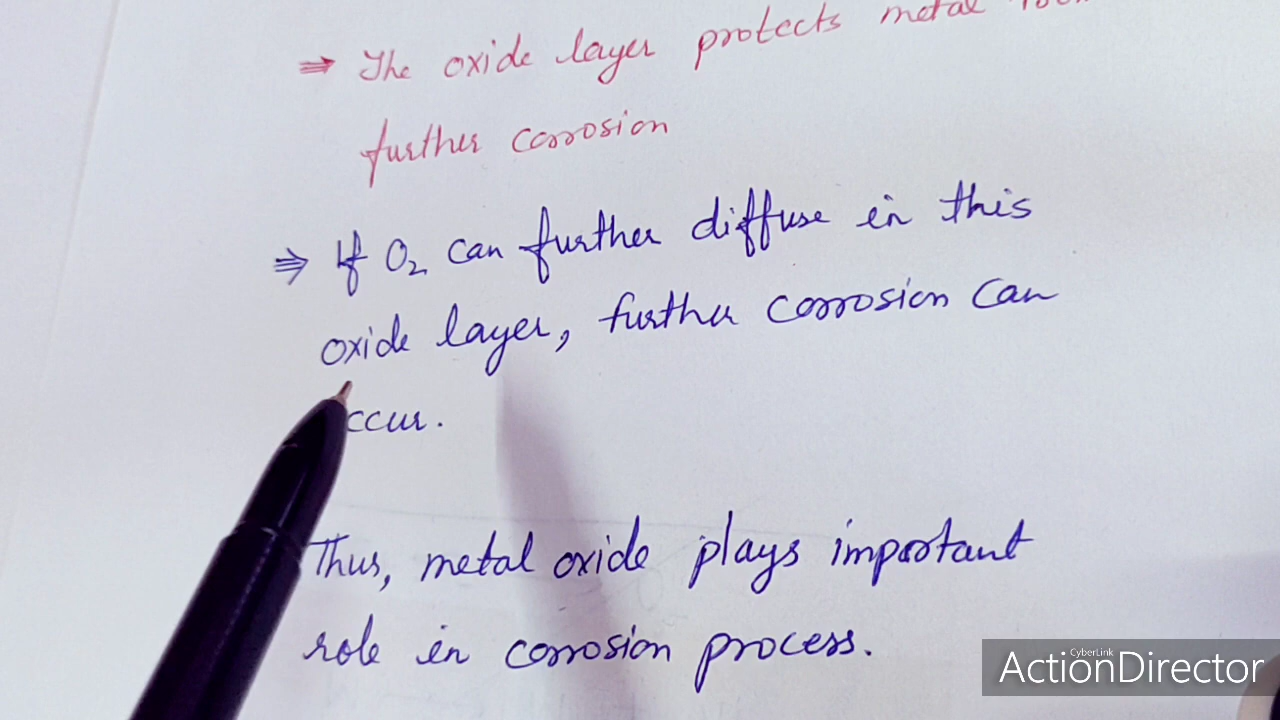 ⇒ The oxide layer protects metal
further corrosion
⇒ If O₂ can further diffuse in this
oxide layer, further corrosion can
ccur.
Thus, metal oxide plays important
role in corrosion process.
CyberLink
ActionDirector